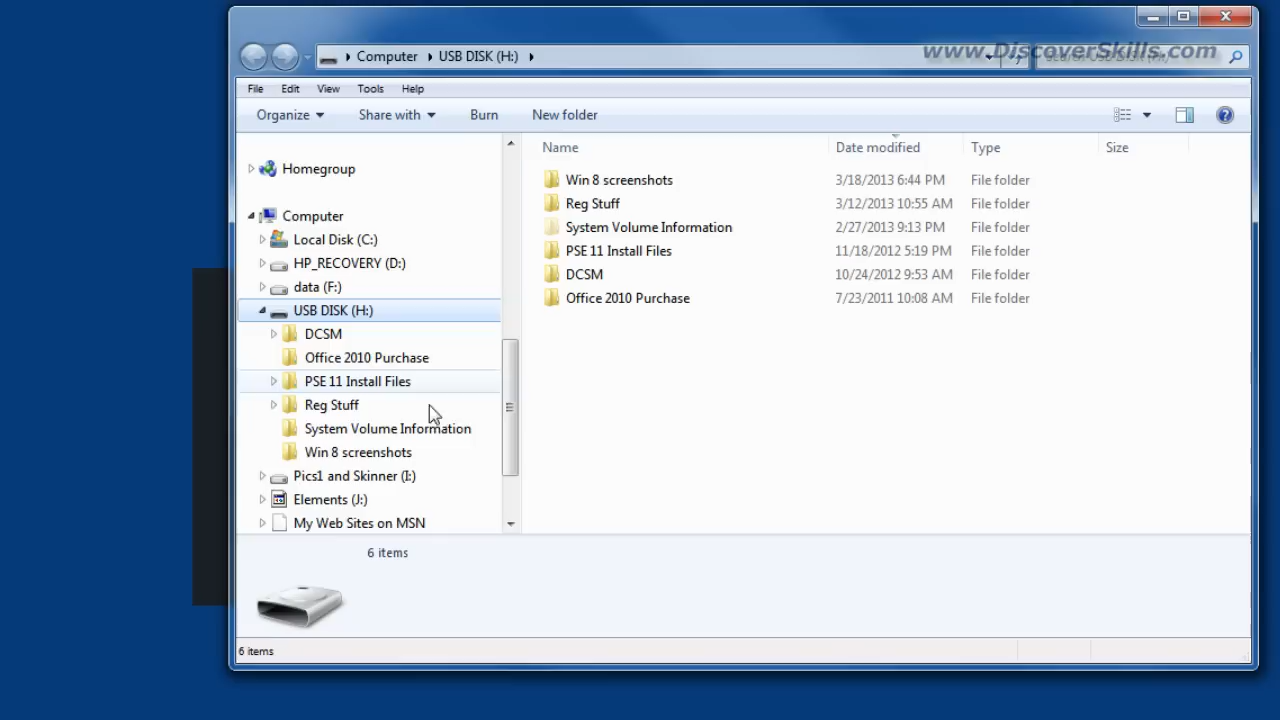 www.DiscoverSkills.com
Computer USB DISK (H:)
File Edit View Tools Help
Organize Share with Burn New folder
Name Date modified Type Size
Homegroup
Computer
Local Disk (C:)
HP_RECOVERY (D:)
data (F:)
USB DISK (H:)
DCSM
Office 2010 Purchase
PSE 11 Install Files
Reg Stuff
System Volume Information
Win 8 screenshots
Pics1 and Skinner (I:)
Elements (J:)
My Web Sites on MSN
Win 8 screenshots 3/18/2013 6:44 PM File folder
Reg Stuff 3/12/2013 10:55 AM File folder
System Volume Information 2/27/2013 9:13 PM File folder
PSE 11 Install Files 11/18/2012 5:19 PM File folder
DCSM 10/24/2012 9:53 AM File folder
Office 2010 Purchase 7/23/2011 10:08 AM File folder
6 items
6 items